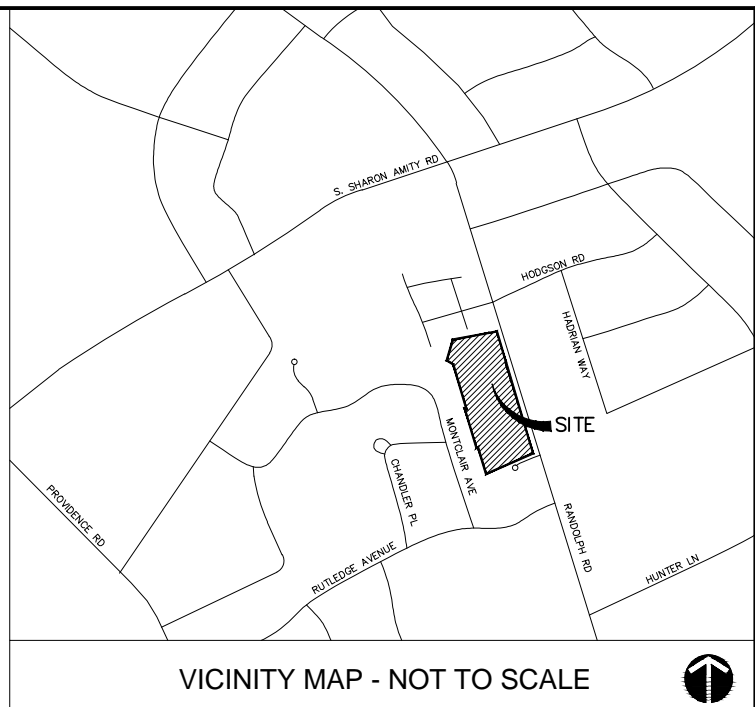 S. SHARON AMITY RD
HODGSON RD
HADRIAN WAY
SITE
MONTCLAIR AVE
CHANDLER PL
PROVIDENCE RD
RANDOLPH RD
RUTLEDGE AVENUE
HUNTER LN
VICINITY MAP - NOT TO SCALE